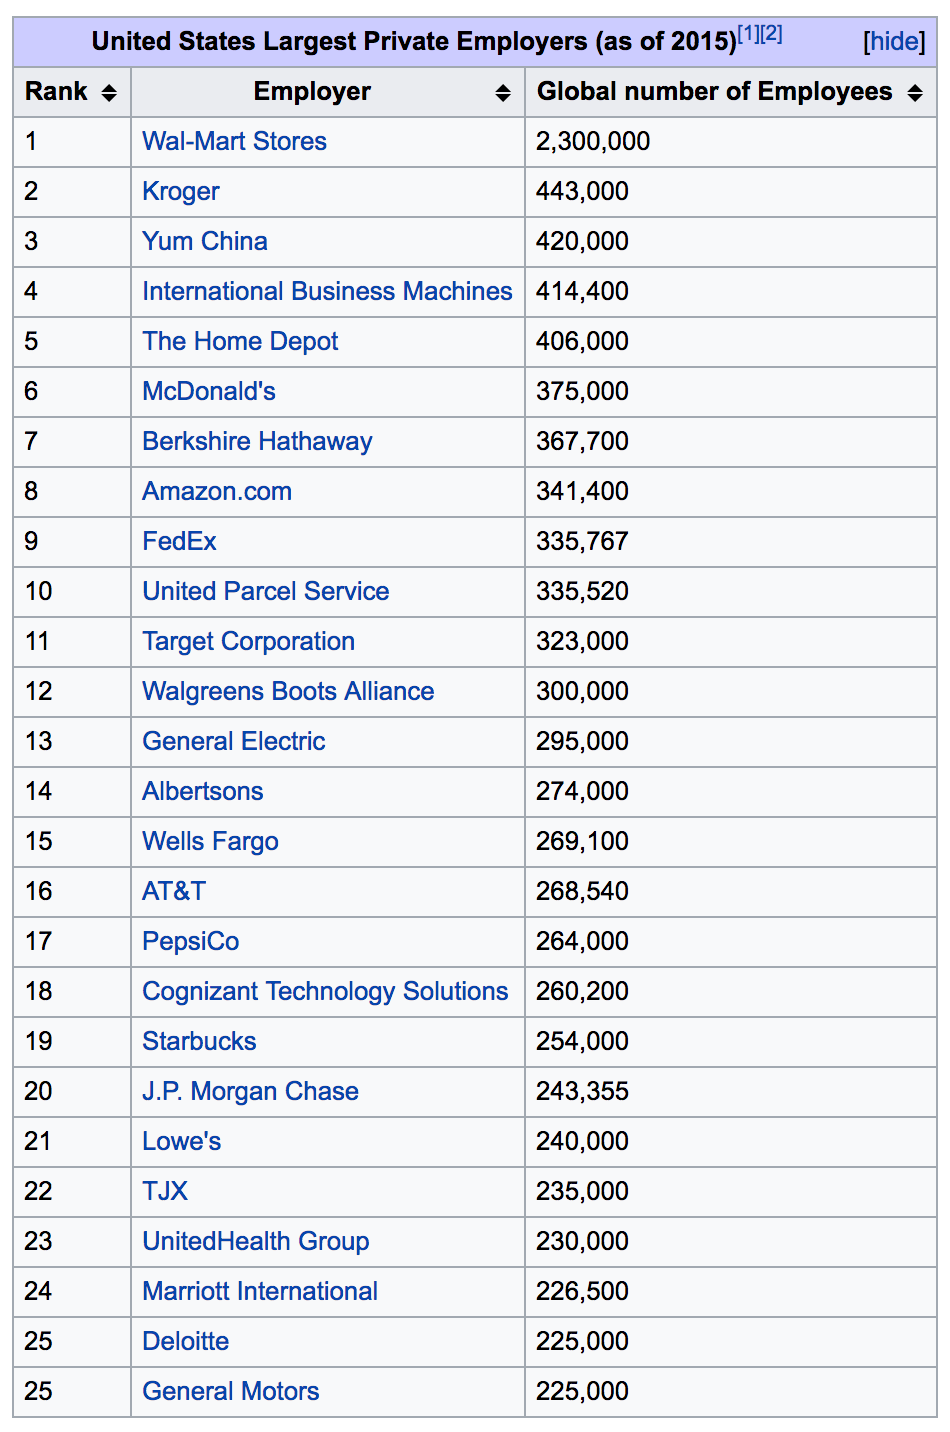 United States Largest Private Employers (as of 2015)[1][2] [hide]
Rank Employer Global number of Employees
1 Wal-Mart Stores 2,300,000
2 Kroger 443,000
3 Yum China 420,000
4 International Business Machines 414,400
5 The Home Depot 406,000
6 McDonald's 375,000
7 Berkshire Hathaway 367,700
8 Amazon.com 341,400
9 FedEx 335,767
10 United Parcel Service 335,520
11 Target Corporation 323,000
12 Walgreens Boots Alliance 300,000
13 General Electric 295,000
14 Albertsons 274,000
15 Wells Fargo 269,100
16 AT&T 268,540
17 PepsiCo 264,000
18 Cognizant Technology Solutions 260,200
19 Starbucks 254,000
20 J.P. Morgan Chase 243,355
21 Lowe's 240,000
22 TJX 235,000
23 UnitedHealth Group 230,000
24 Marriott International 226,500
25 Deloitte 225,000
25 General Motors 225,000